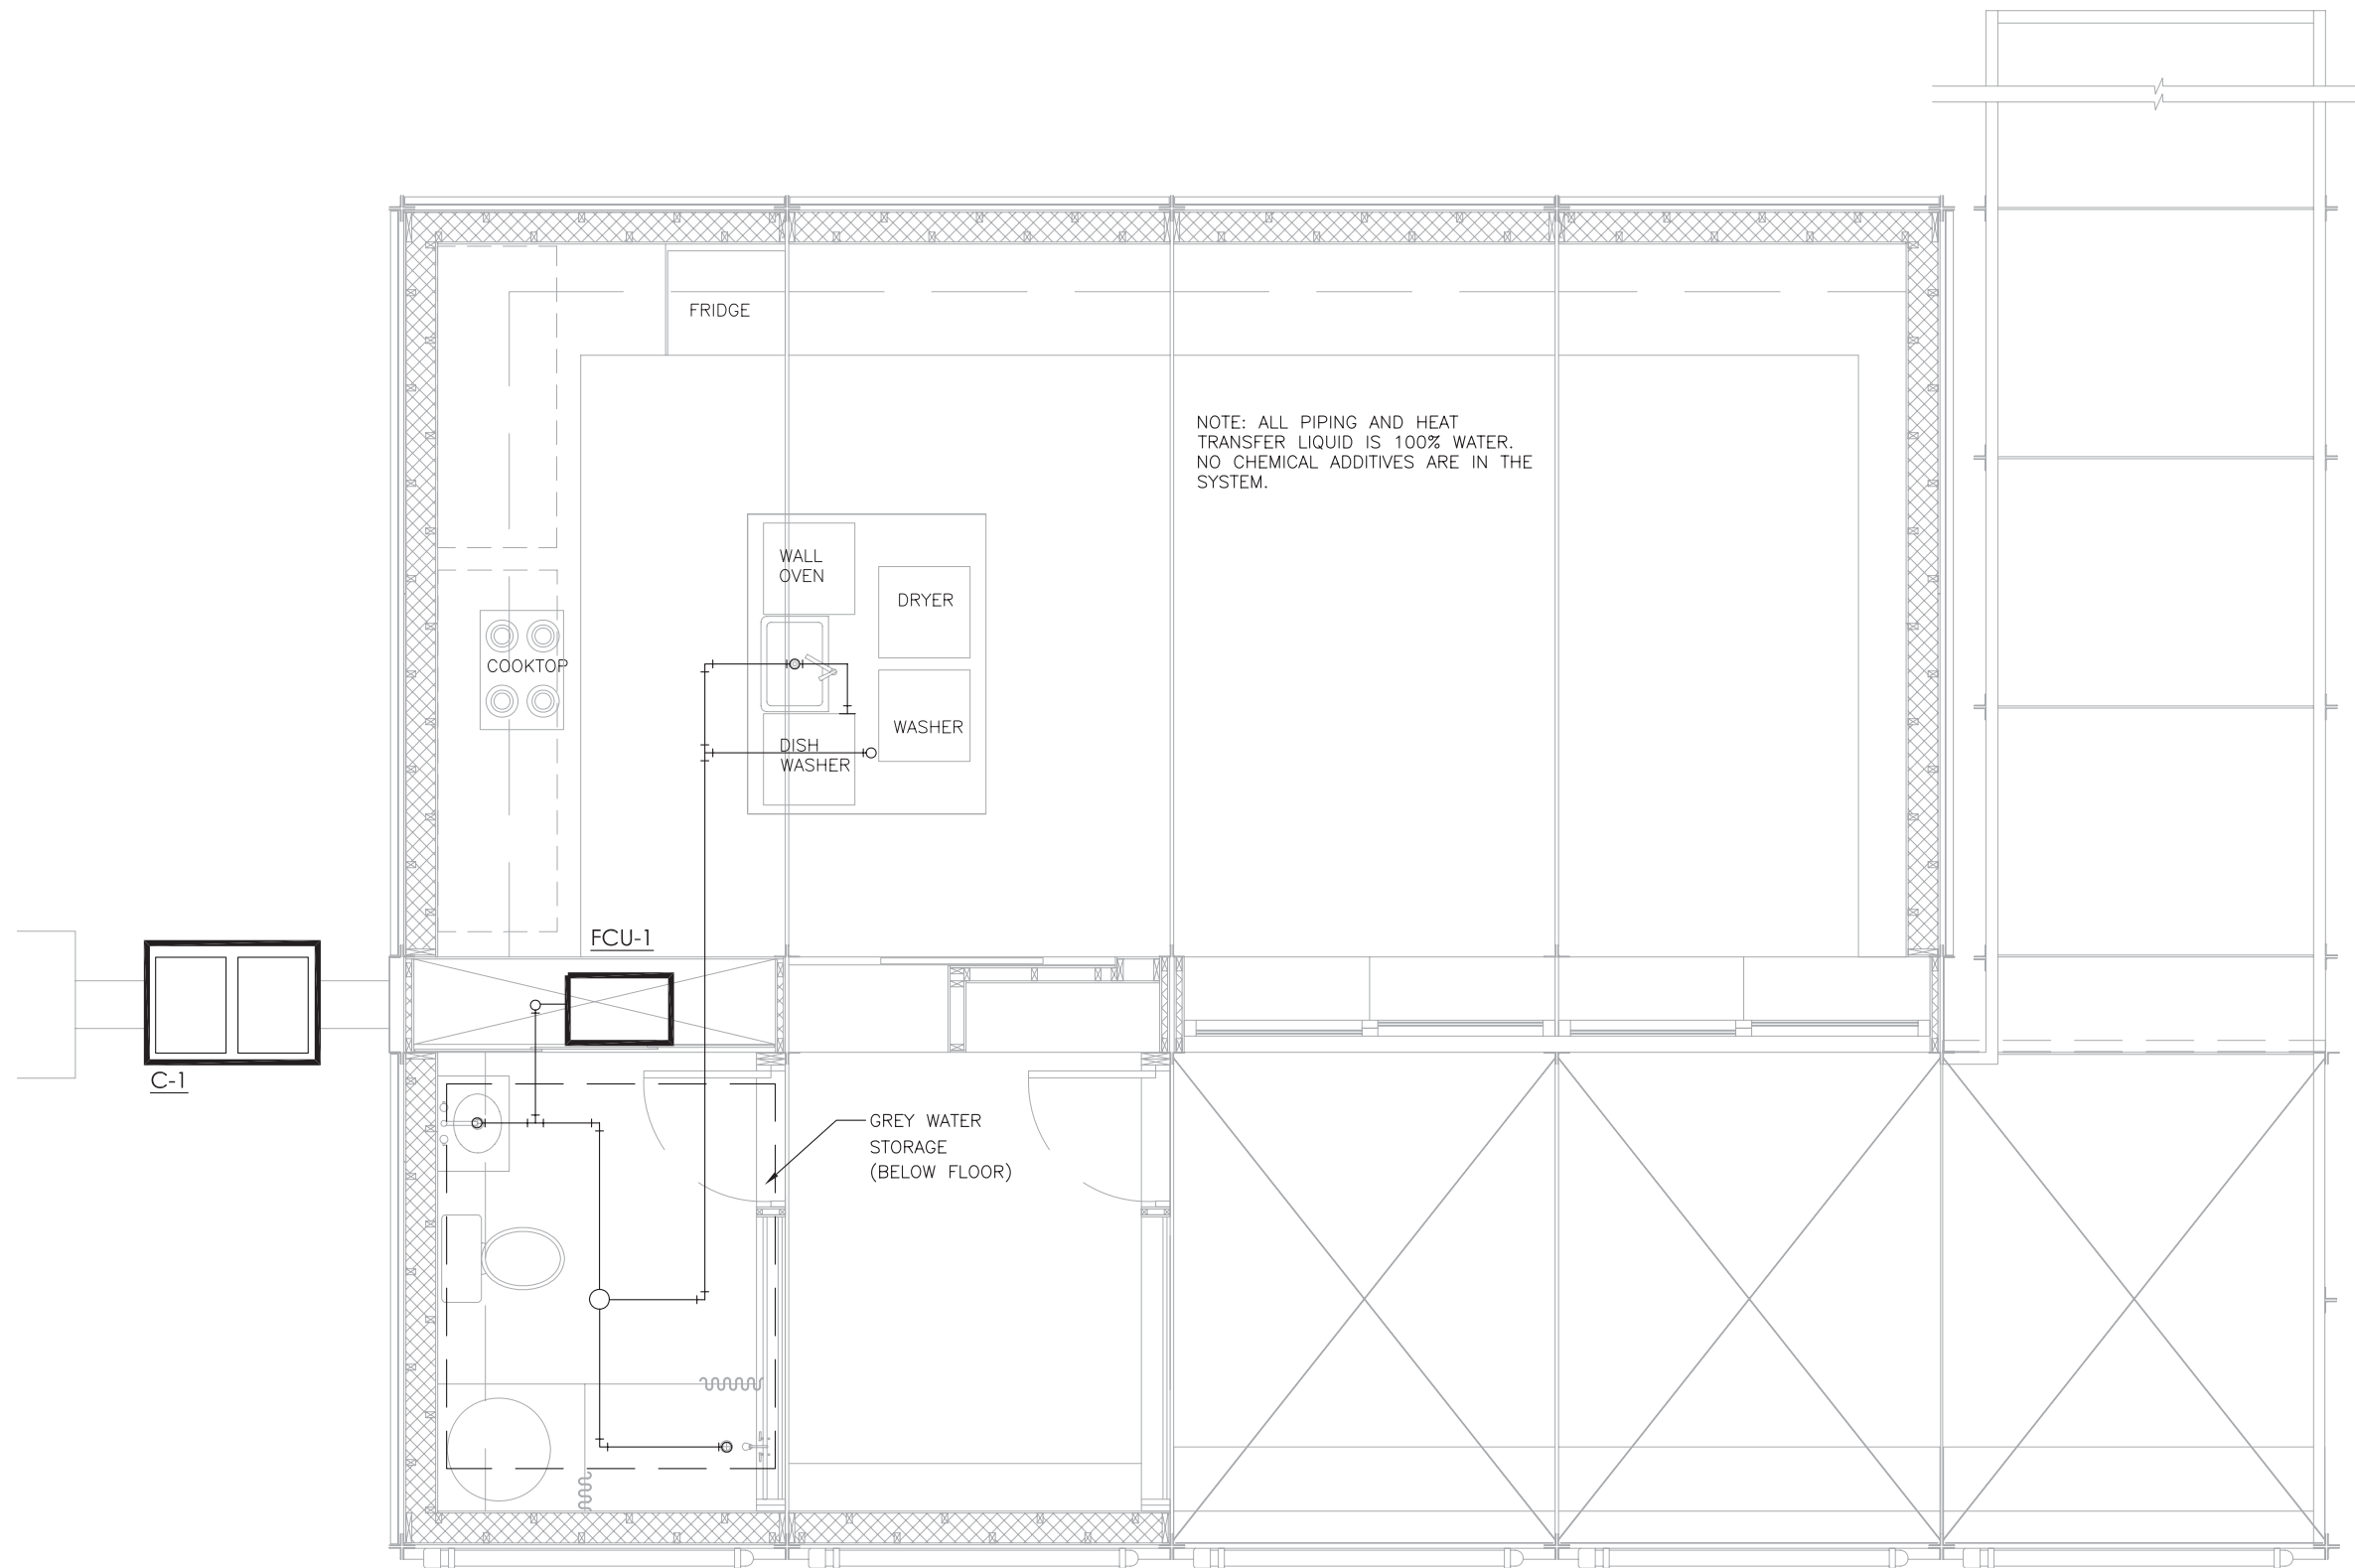 FRIDGE
NOTE: ALL PIPING AND HEAT
TRANSFER LIQUID IS 100% WATER.
NO CHEMICAL ADDITIVES ARE IN THE
SYSTEM.
WALL
OVEN
DRYER
COOKTOP
WASHER
DISH
WASHER
FCU-1
C-1
GREY WATER
STORAGE
(BELOW FLOOR)